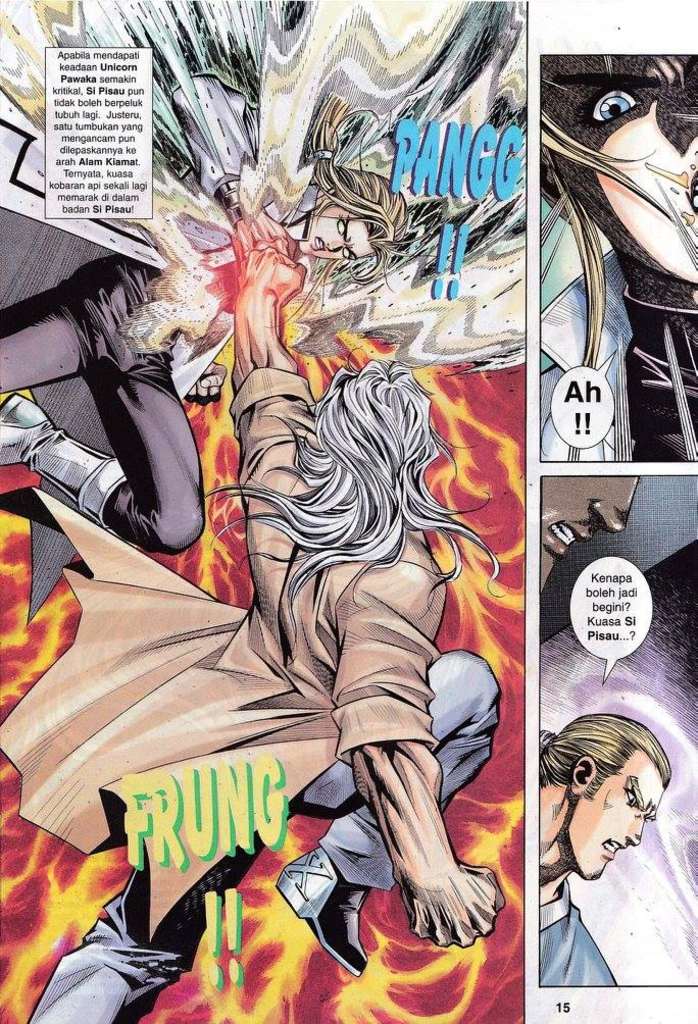 Apabila mendapati
keadaan Unicorn
Pawaka semakin
kritikal, Si Pisau pun
tidak boleh berpeluk
tubuh lagi. Justeru,
satu tumbukan yang
mengancam pun
dilepaskannya ke
arah Alam Kiamat.
Ternyata, kuasa
kobaran api sekali lagi
memarak di dalam
badan Si Pisau!
PANGG
!!
FRUNG
!!
Ah
!!
Kenapa
boleh jadi
begini?
Kuasa Si
Pisau...?
15